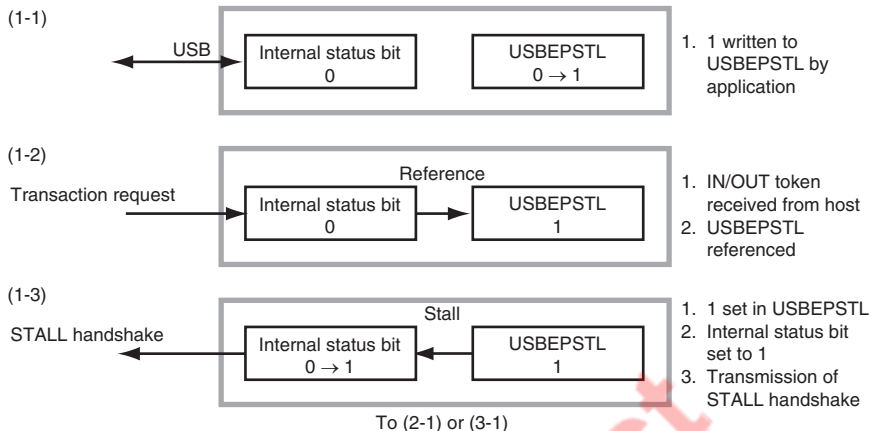 (1-1)
USB
Internal status bit
0
USBEPSTL
0 → 1
1. 1 written to
USBEPSTL by
application
(1-2)
Transaction request
Reference
Internal status bit
0
USBEPSTL
1
1. IN/OUT token
received from host
2. USBEPSTL
referenced
(1-3)
STALL handshake
Stall
Internal status bit
0 → 1
USBEPSTL
1
1. 1 set in USBEPSTL
2. Internal status bit
set to 1
3. Transmission of
STALL handshake
To (2-1) or (3-1)